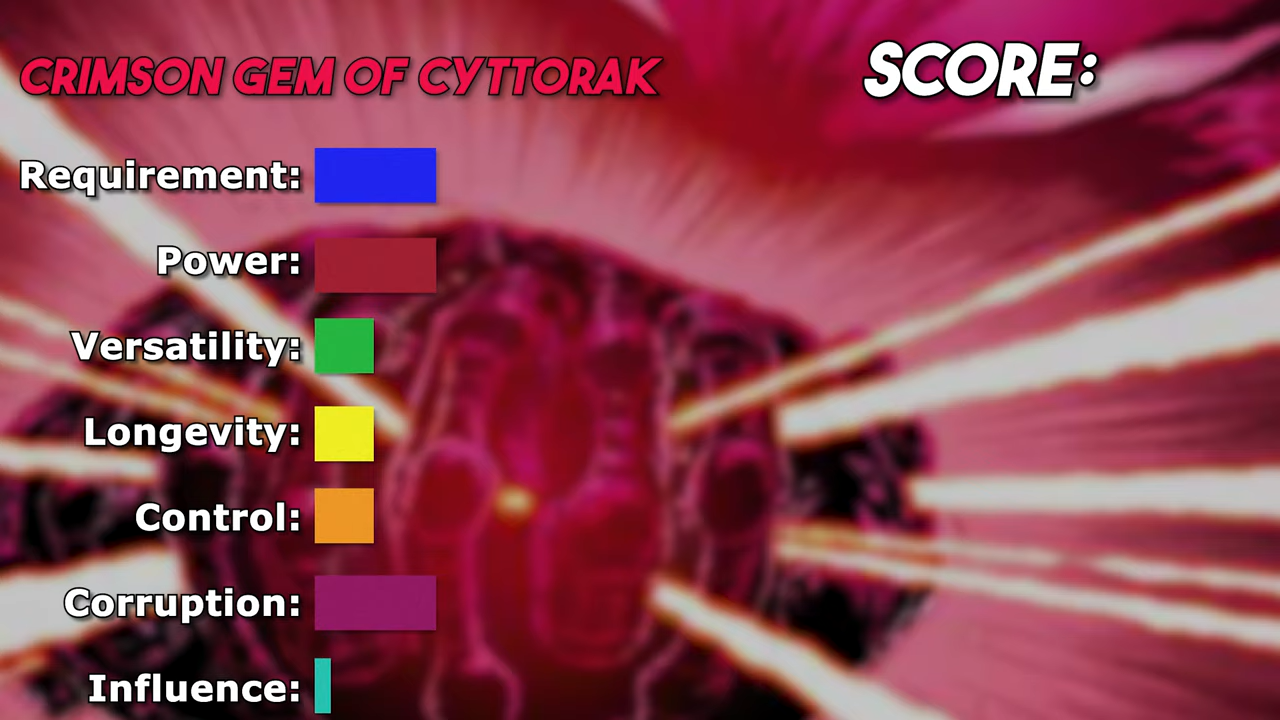 CRIMSON GEM OF CYTTORAK
SCORE:
Requirement:
Power:
Versatility:
Longevity:
Control:
Corruption:
Influence: